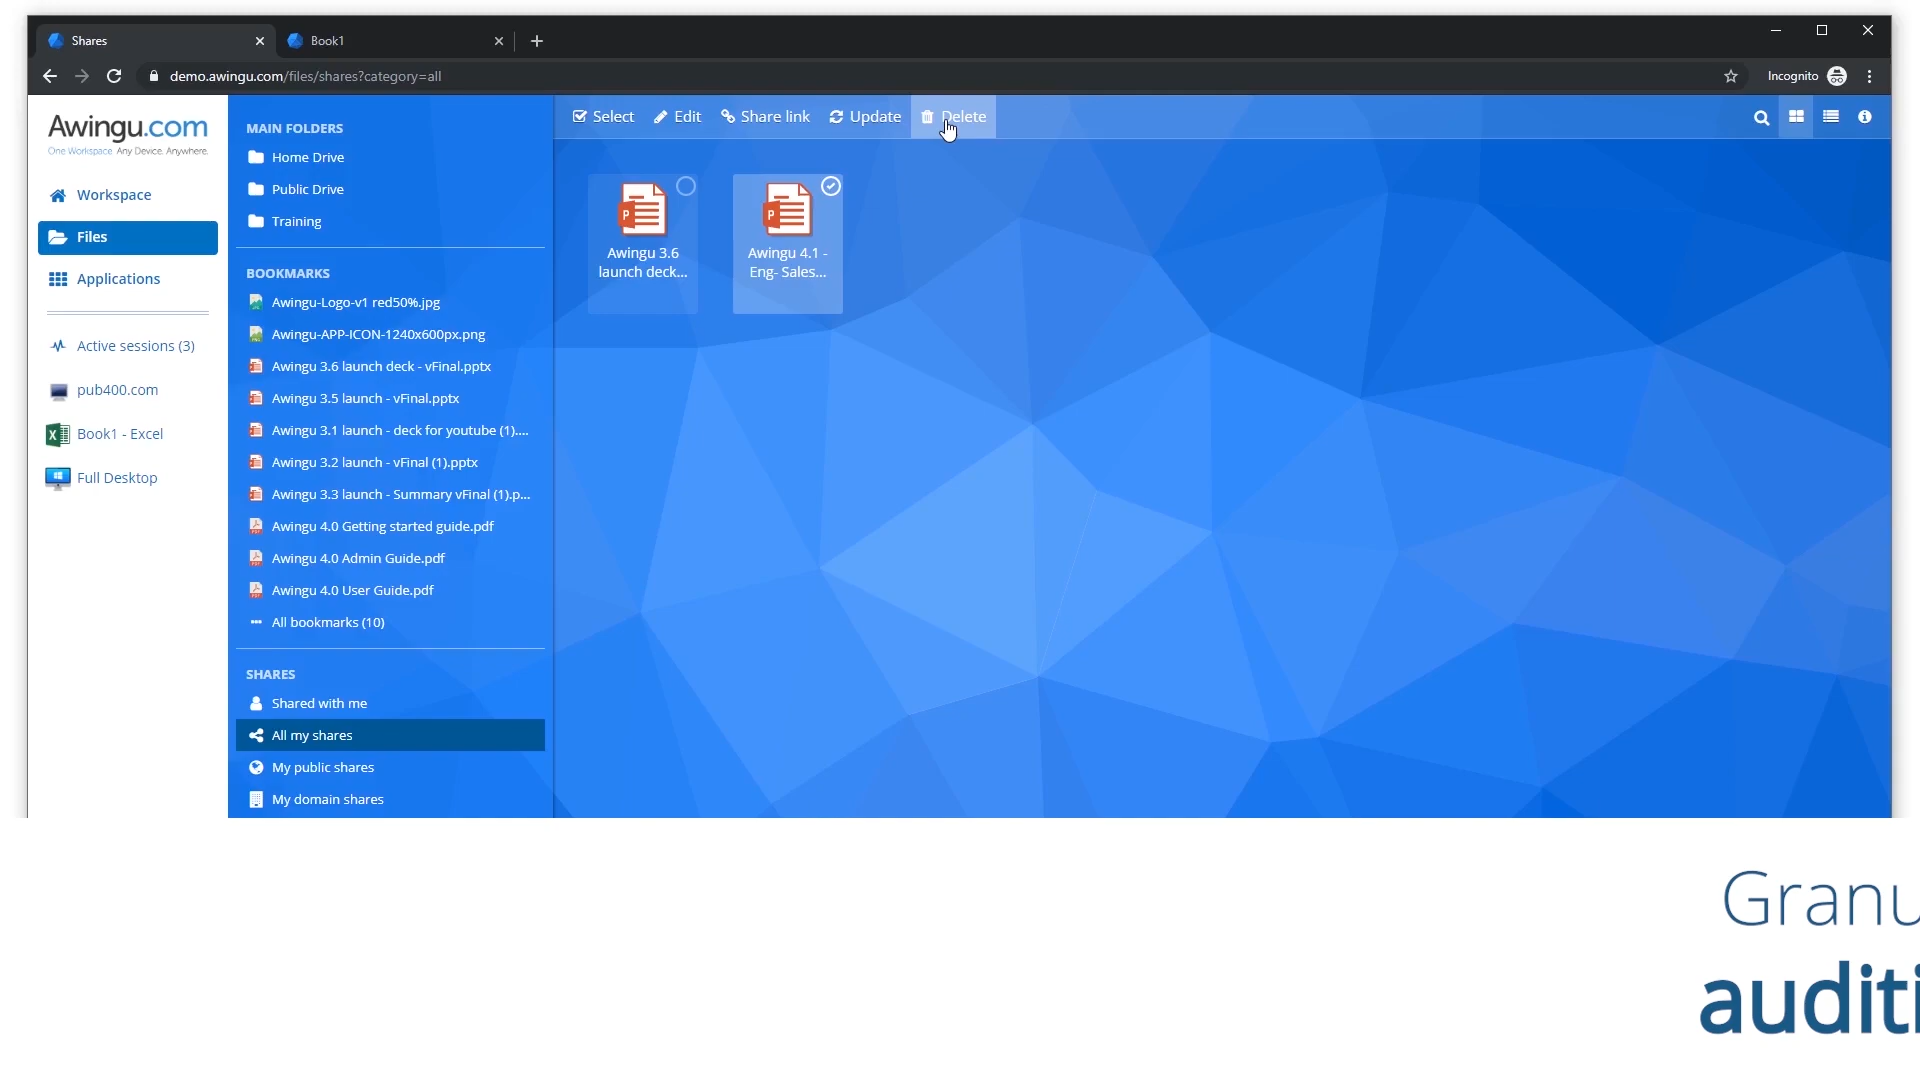 Shares
Book1
demo.awingu.com/files/shares?category=all
Incognito
Awingu.com
One Workspace. Any Device. Anywhere.
Workspace
Files
Applications
Active sessions (3)
pub400.com
Book1 - Excel
Full Desktop
MAIN FOLDERS
Home Drive
Public Drive
Training
BOOKMARKS
Awingu-Logo-v1 red50%.jpg
Awingu-APP-ICON-1240x600px.png
Awingu 3.6 launch deck - vFinal.pptx
Awingu 3.5 launch - vFinal.pptx
Awingu 3.1 launch - deck for youtube (1)....
Awingu 3.2 launch - vFinal (1).pptx
Awingu 3.3 launch - Summary vFinal (1).p...
Awingu 4.0 Getting started guide.pdf
Awingu 4.0 Admin Guide.pdf
Awingu 4.0 User Guide.pdf
All bookmarks (10)
SHARES
Shared with me
All my shares
My public shares
My domain shares
Select Edit Share link Update Delete
Awingu 3.6
launch deck...
Awingu 4.1 -
Eng- Sales...
Granu
auditi